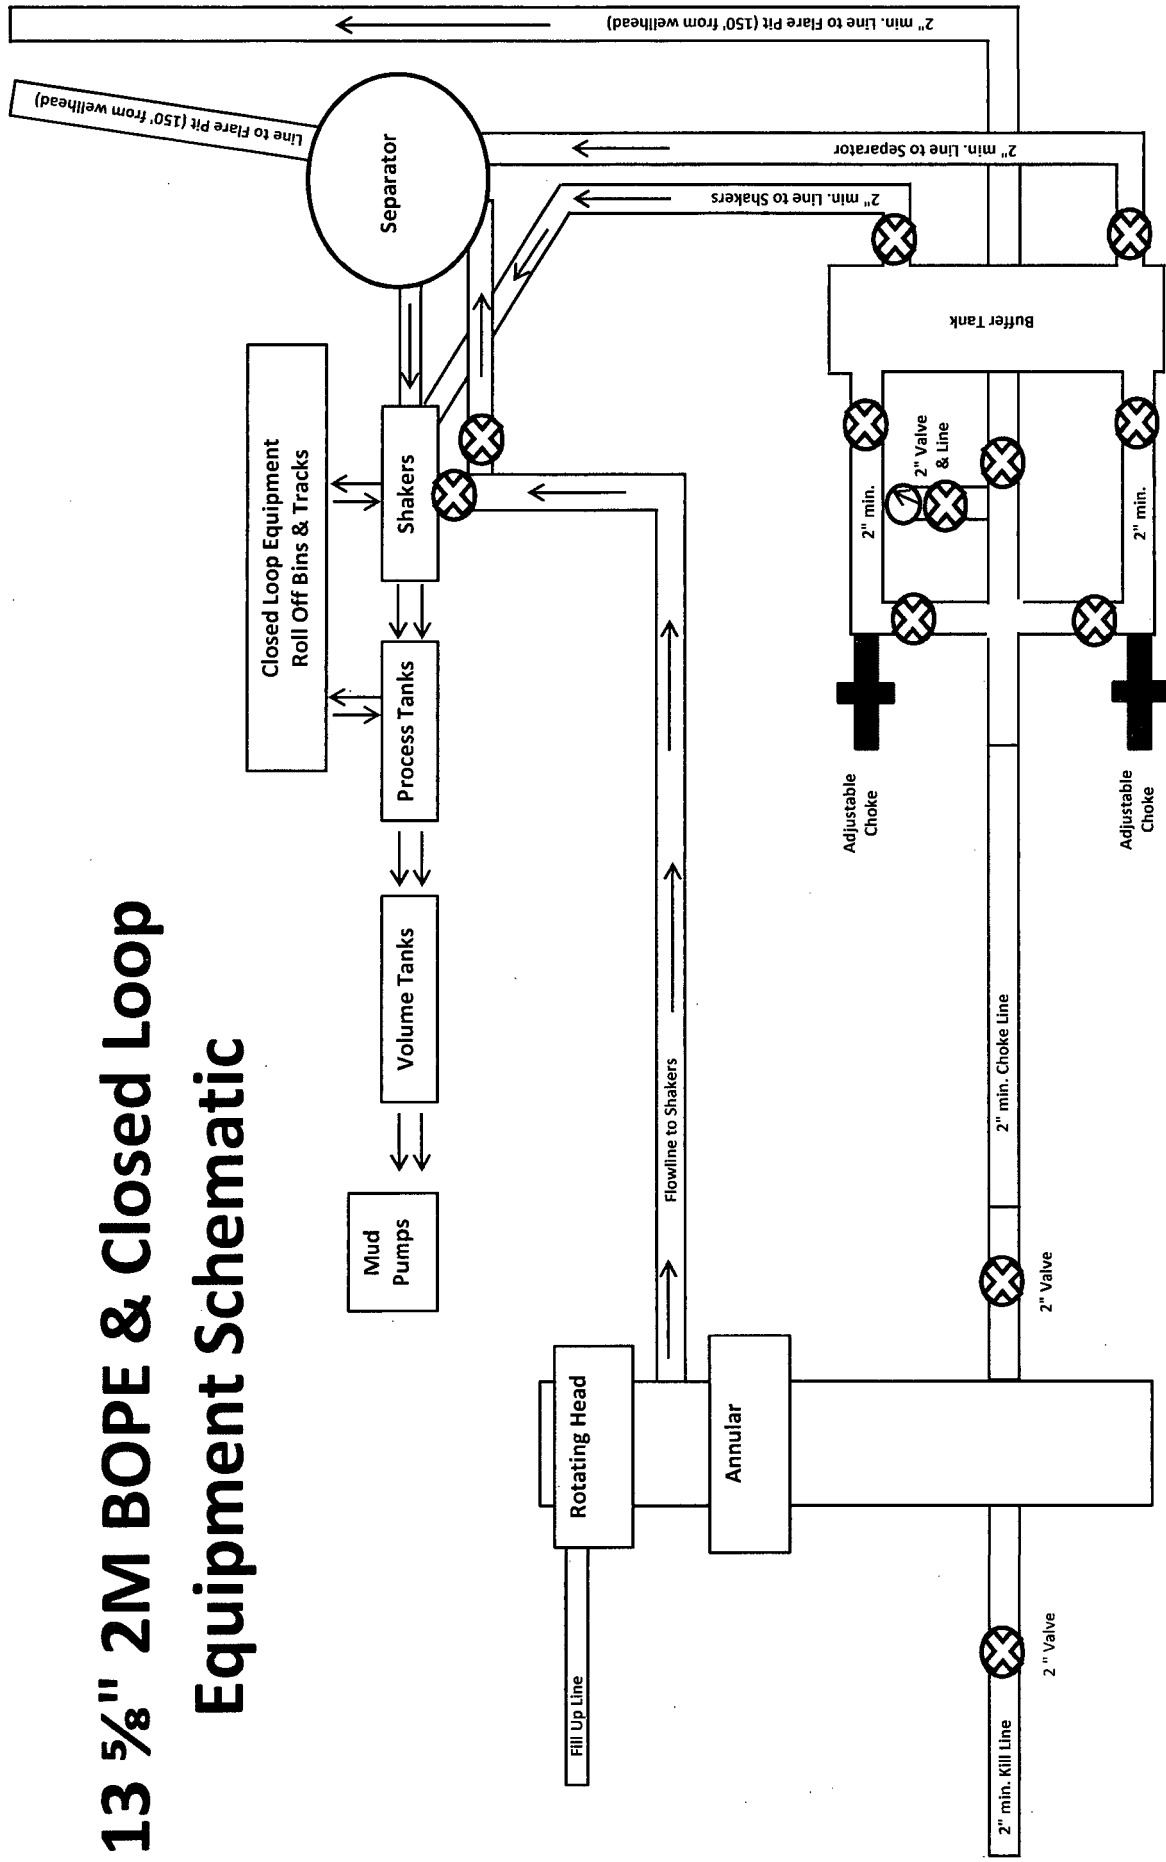 13 ⅝" 2M BOPE & Closed Loop
Equipment Schematic
Closed Loop Equipment
Roll Off Bins & Tracks
Mud
Pumps
Volume Tanks
Process Tanks
Shakers
Separator
Line to Flare Pit (150' from wellhead)
2" min. Line to Flare Pit (150' from wellhead)
Fill Up Line
Rotating Head
Flowline to Shakers
2" min. Line to Shakers
2" min. Line to Separator
Annular
Adjustable
Choke
2" min.
2" Valve
& Line
Buffer Tank
2" min. Kill Line
2 " Valve
2" Valve
2" min. Choke Line
Adjustable
Choke
2" min.